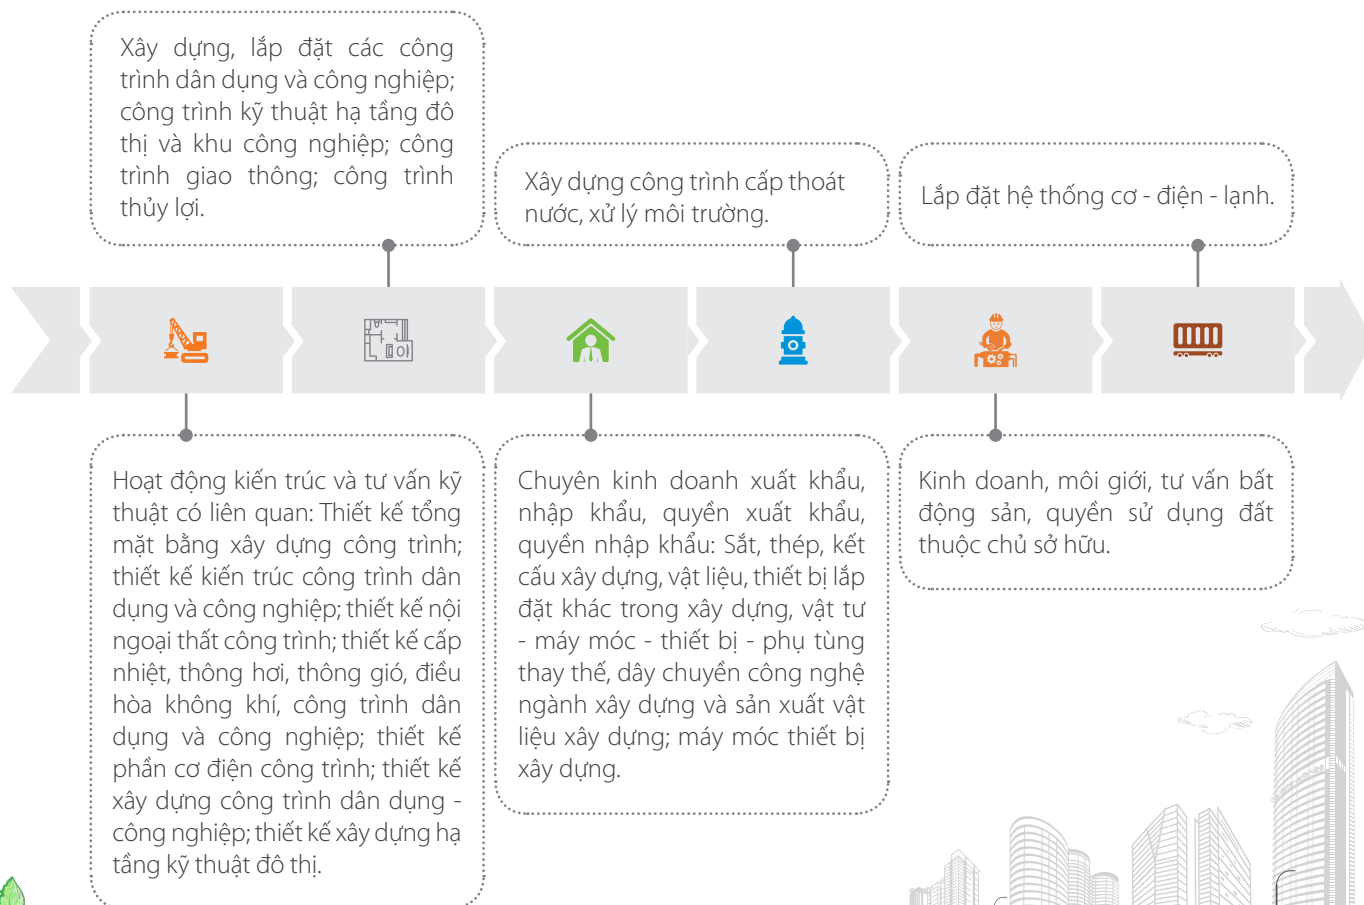 Xây dựng, lắp đặt các công
trình dân dụng và công nghiệp;
công trình kỹ thuật hạ tầng đô
thị và khu công nghiệp; công
trình giao thông; công trình
thủy lợi.
Xây dựng công trình cấp thoát
nước, xử lý môi trường.
Lắp đặt hệ thống cơ - điện - lạnh.
Hoạt động kiến trúc và tư vấn kỹ
thuật có liên quan: Thiết kế tổng
mặt bằng xây dựng công trình;
thiết kế kiến trúc công trình dân
dụng và công nghiệp; thiết kế nội
ngoại thất công trình; thiết kế cấp
nhiệt, thông hơi, thông gió, điều
hòa không khí, công trình dân
dụng và công nghiệp; thiết kế
phần cơ điện công trình; thiết kế
xây dựng công trình dân dụng -
công nghiệp; thiết kế xây dựng hạ
tầng kỹ thuật đô thị.
Chuyên kinh doanh xuất khẩu,
nhập khẩu, quyền xuất khẩu,
quyền nhập khẩu: Sắt, thép, kết
cấu xây dựng, vật liệu, thiết bị lắp
đặt khác trong xây dựng, vật tư
- máy móc - thiết bị - phụ tùng
thay thế, dây chuyền công nghệ
ngành xây dựng và sản xuất vật
liệu xây dựng; máy móc thiết bị
xây dựng.
Kinh doanh, môi giới, tư vấn bất
động sản, quyền sử dụng đất
thuộc chủ sở hữu.